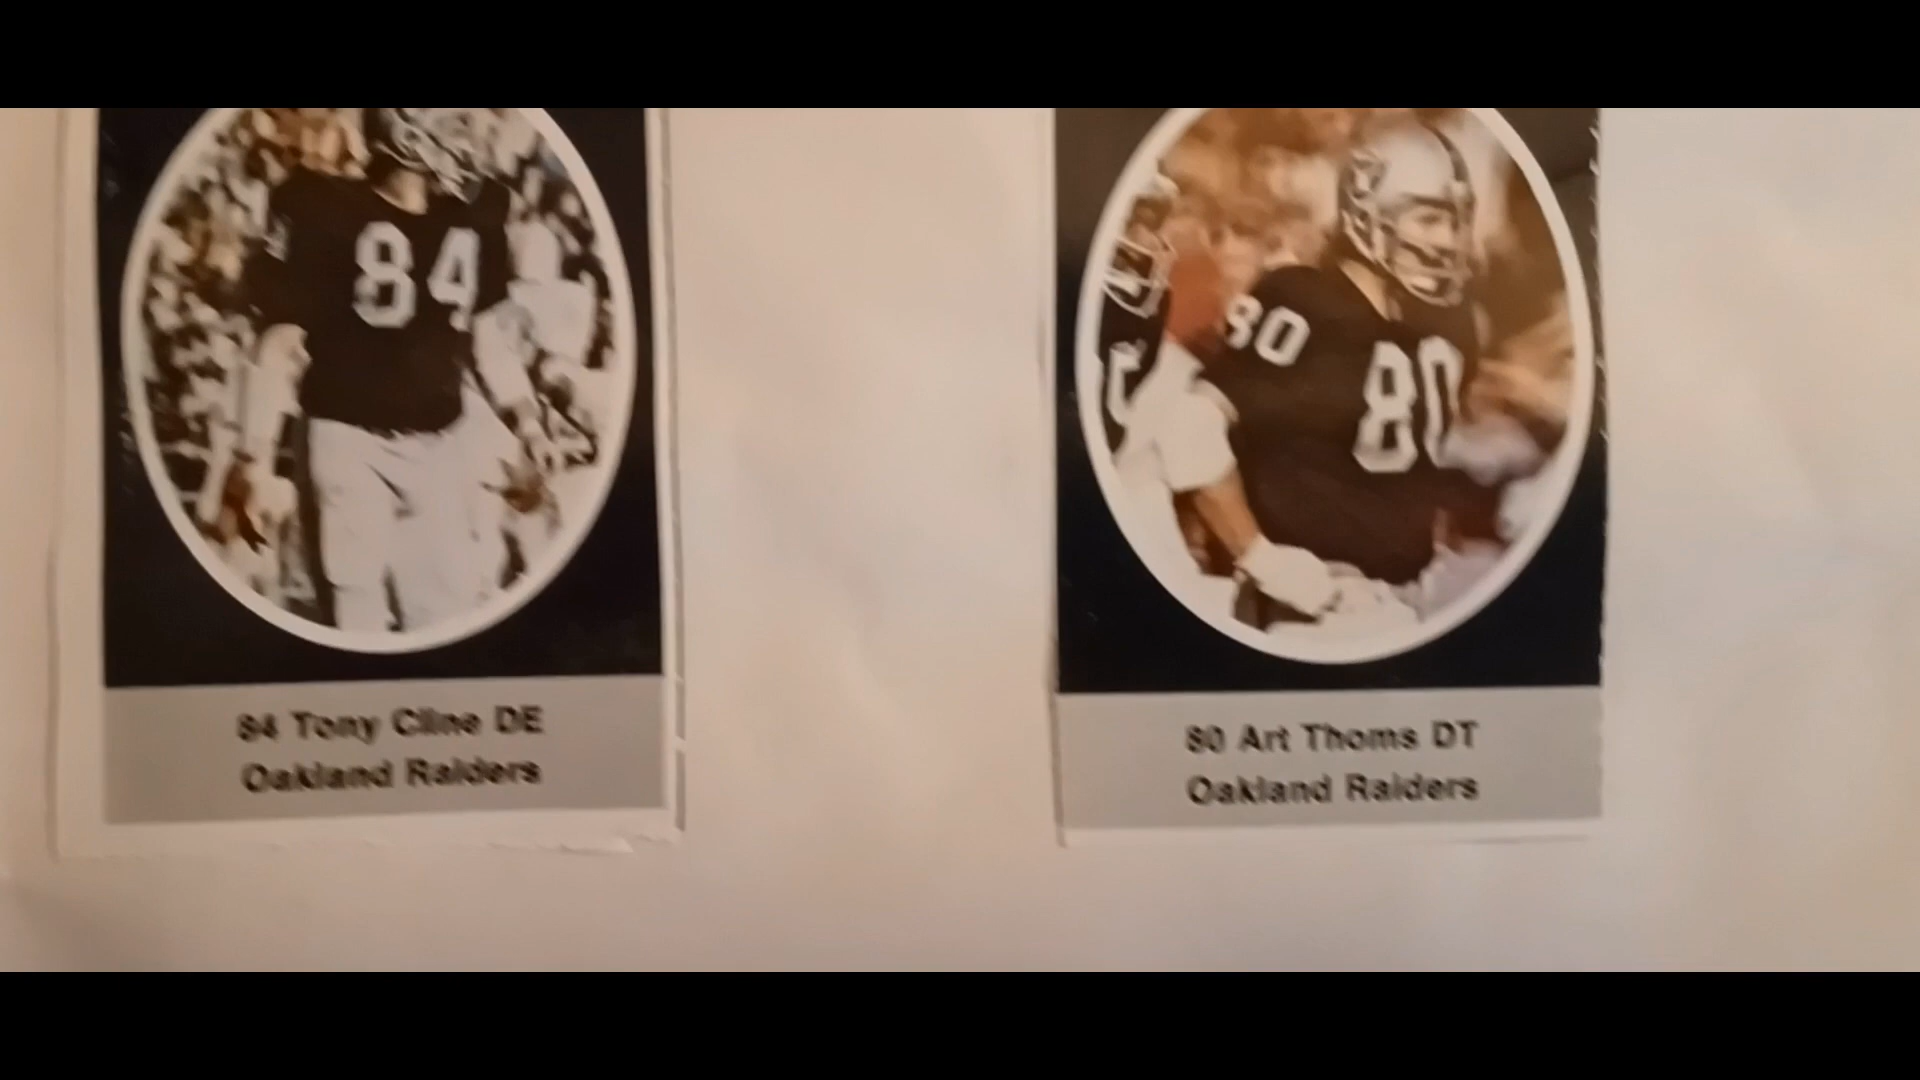 84
80
80
84 Tony Cline DE
Oakland Raiders
80 Art Thoms DT
Oakland Raiders